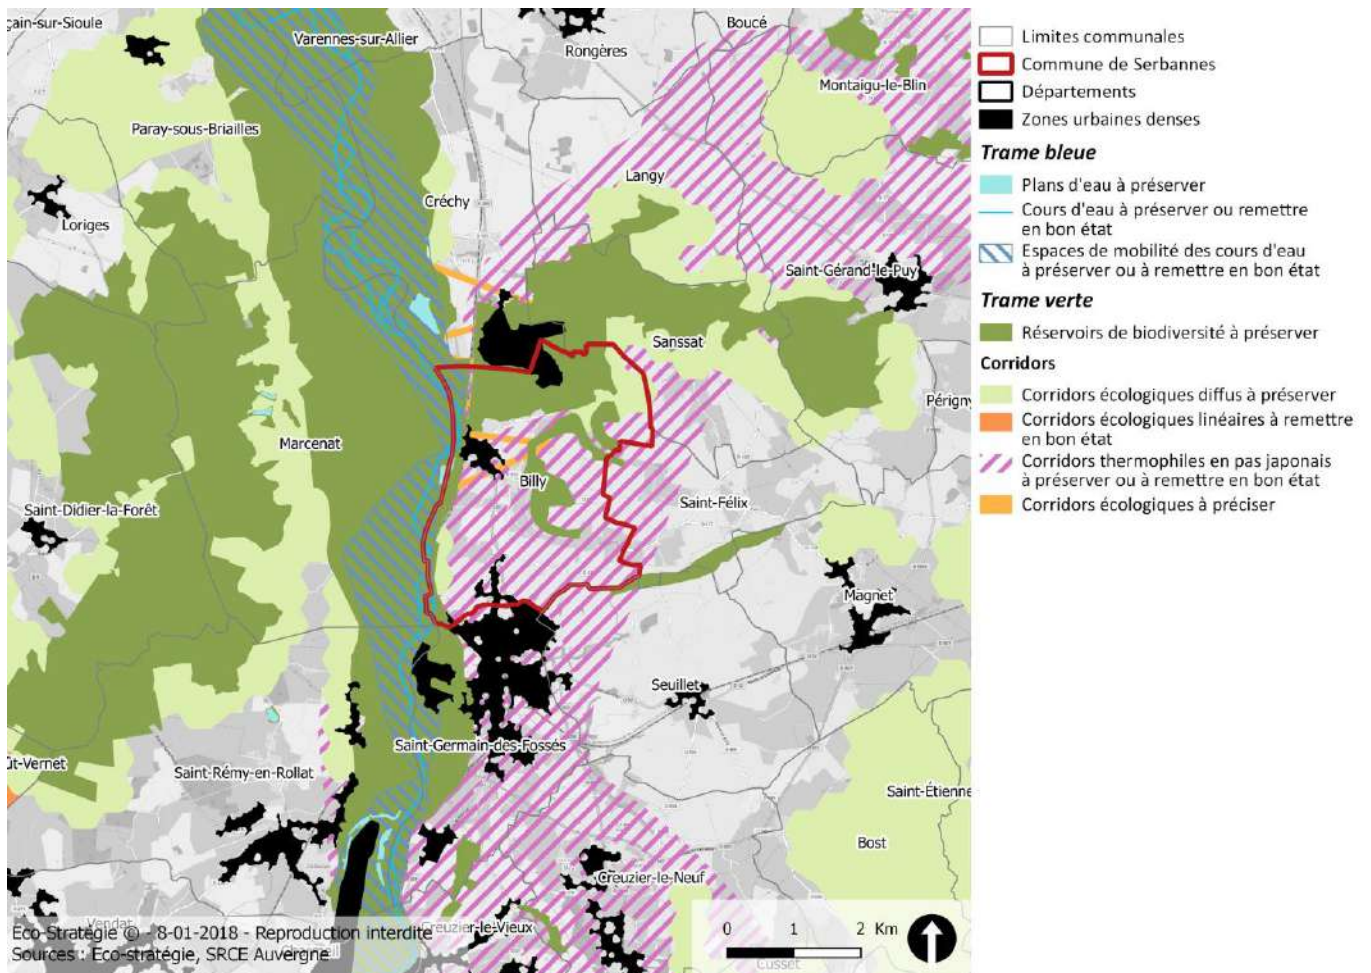 çain-sur-Sioule
Boucé
Varennes-sur-Allier
Rongères
Montaigu-le-Blin
Paray-sous-Briailles
Langy
Créchy
Loriges
Saint-Gérand-le-Puy
Sanssat
Périgny
Marcenat
Billy
Saint-Félix
Saint-Didier-la-Forêt
Magnet
Seuillet
Saint-Germain-des-Fossés
ût-Vernet
Saint-Rémy-en-Rollat
Saint-Étienne
Bost
Creuzier-le-Neuf
Vendat
Creuzier-le-Vieux
Charmeil
Cusset
Eco-Stratégie © - 8-01-2018 - Reproduction interdite
Sources : Eco-stratégie, SRCE Auvergne
0 1 2 Km
Limites communales
Commune de Serbannes
Départements
Zones urbaines denses
Trame bleue
Plans d'eau à préserver
Cours d'eau à préserver ou remettre
en bon état
Espaces de mobilité des cours d'eau
à préserver ou à remettre en bon état
Trame verte
Réservoirs de biodiversité à préserver
Corridors
Corridors écologiques diffus à préserver
Corridors écologiques linéaires à remettre
en bon état
Corridors thermophiles en pas japonais
à préserver ou à remettre en bon état
Corridors écologiques à préciser